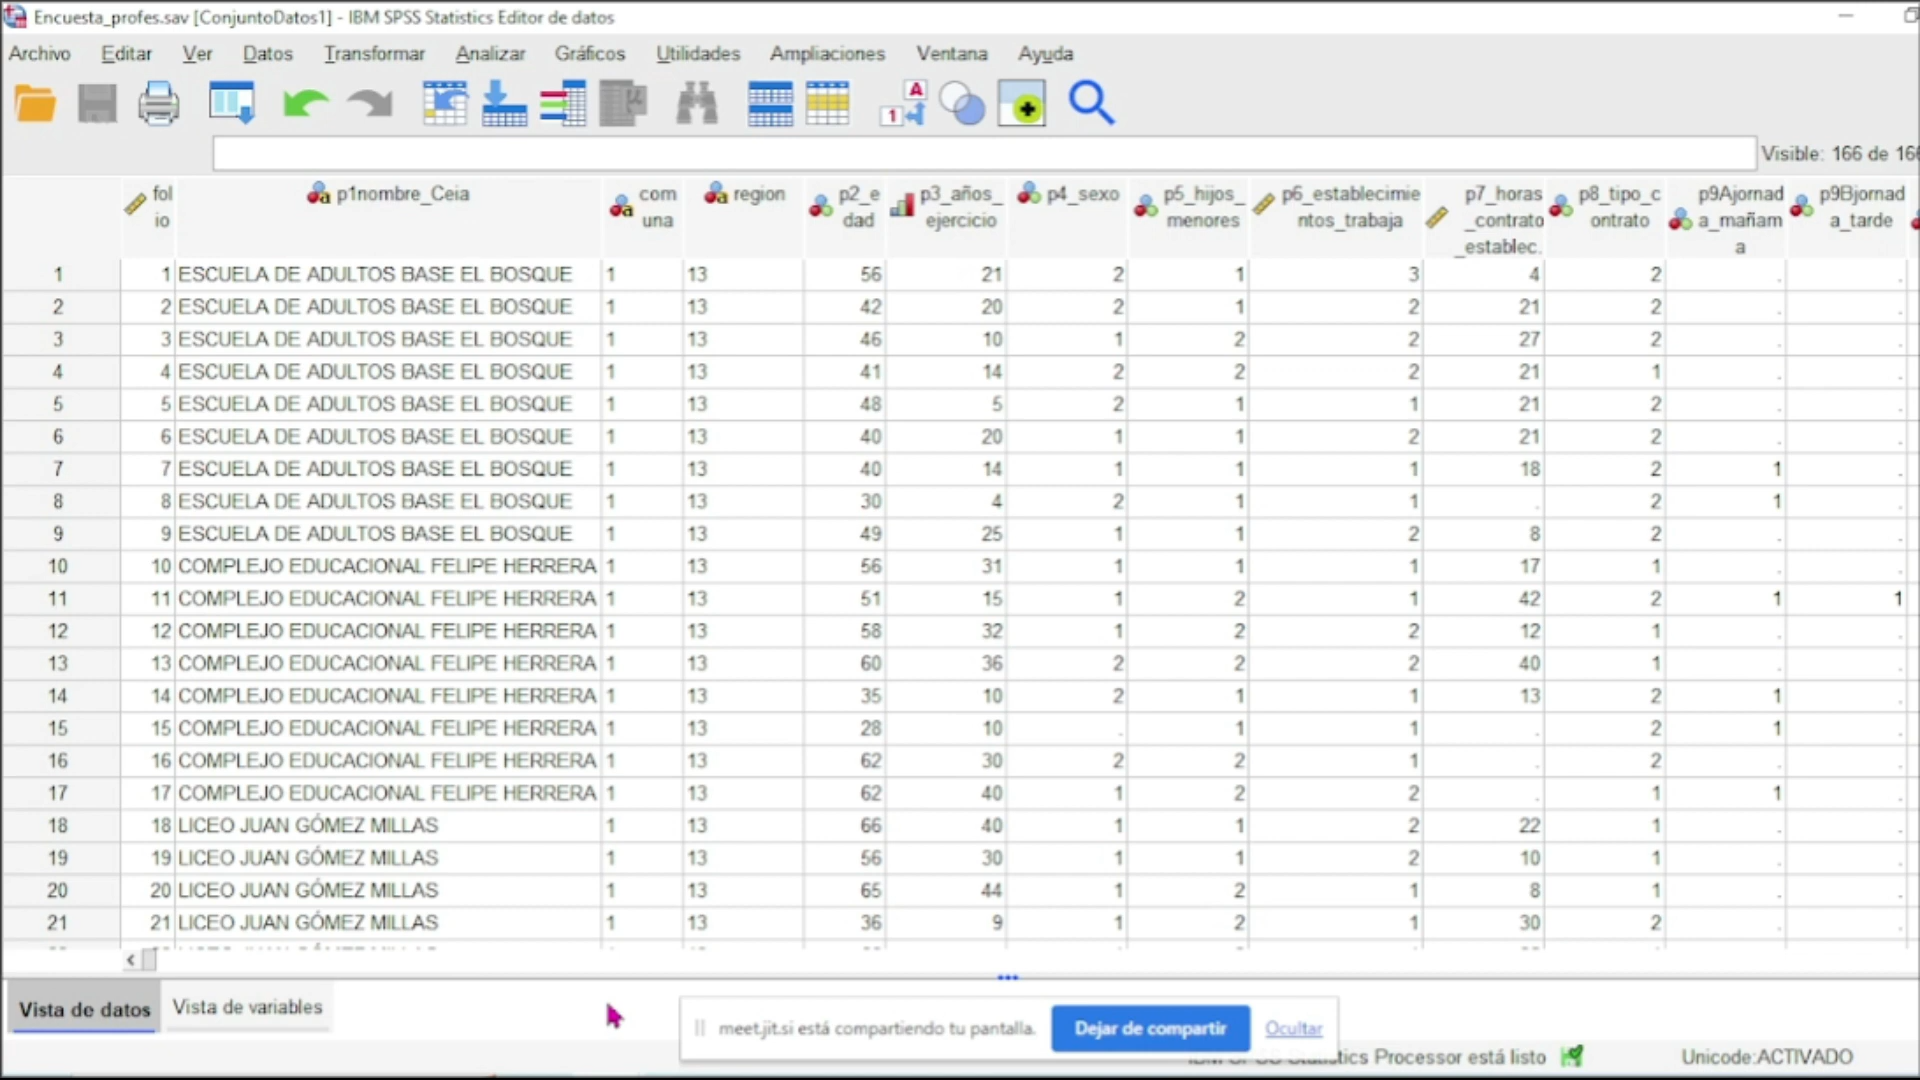 Encuesta_profes.sav [ConjuntoDatos1] - IBM SPSS Statistics Editor de datos
Archivo Editar Ver Datos Transformar Analizar Gráficos Utilidades Ampliaciones Ventana Ayuda
Visible: 166 de 166
folio p1nombre_Ceia comuna region p2_edad p3_años_ejercicio p4_sexo p5_hijos_menores p6_establecimientos_trabaja p7_horas_contrato_establec. p8_tipo_contrato p9Ajornada_mañama p9Bjornada_tarde
1 1 ESCUELA DE ADULTOS BASE EL BOSQUE 1 13 56 21 2 1 3 4 2 . .
2 2 ESCUELA DE ADULTOS BASE EL BOSQUE 1 13 42 20 2 1 2 21 2 . .
3 3 ESCUELA DE ADULTOS BASE EL BOSQUE 1 13 46 10 1 2 2 27 2 . .
4 4 ESCUELA DE ADULTOS BASE EL BOSQUE 1 13 41 14 2 2 2 21 1 . .
5 5 ESCUELA DE ADULTOS BASE EL BOSQUE 1 13 48 5 2 1 1 21 2 . .
6 6 ESCUELA DE ADULTOS BASE EL BOSQUE 1 13 40 20 1 1 2 21 2 . .
7 7 ESCUELA DE ADULTOS BASE EL BOSQUE 1 13 40 14 1 1 1 18 2 1 .
8 8 ESCUELA DE ADULTOS BASE EL BOSQUE 1 13 30 4 2 1 1 . 2 1 .
9 9 ESCUELA DE ADULTOS BASE EL BOSQUE 1 13 49 25 1 1 2 8 2 . .
10 10 COMPLEJO EDUCACIONAL FELIPE HERRERA 1 13 56 31 1 1 1 17 1 . .
11 11 COMPLEJO EDUCACIONAL FELIPE HERRERA 1 13 51 15 1 2 1 42 2 1 1
12 12 COMPLEJO EDUCACIONAL FELIPE HERRERA 1 13 58 32 1 2 2 12 1 . .
13 13 COMPLEJO EDUCACIONAL FELIPE HERRERA 1 13 60 36 2 2 2 40 1 . .
14 14 COMPLEJO EDUCACIONAL FELIPE HERRERA 1 13 35 10 2 1 1 13 2 1 .
15 15 COMPLEJO EDUCACIONAL FELIPE HERRERA 1 13 28 10 . 1 1 . 2 1 .
16 16 COMPLEJO EDUCACIONAL FELIPE HERRERA 1 13 62 30 2 2 1 . 2 . .
17 17 COMPLEJO EDUCACIONAL FELIPE HERRERA 1 13 62 40 1 2 2 . 1 1 .
18 18 LICEO JUAN GÓMEZ MILLAS 1 13 66 40 1 1 2 22 1 . .
19 19 LICEO JUAN GÓMEZ MILLAS 1 13 56 30 1 1 2 10 1 . .
20 20 LICEO JUAN GÓMEZ MILLAS 1 13 65 44 1 2 1 8 1 . .
21 21 LICEO JUAN GÓMEZ MILLAS 1 13 36 9 1 2 1 30 2 . .
Vista de datos Vista de variables
meet.jit.si está compartiendo tu pantalla. Dejar de compartir Ocultar
IBM SPSS Statistics Processor está listo Unicode:ACTIVADO